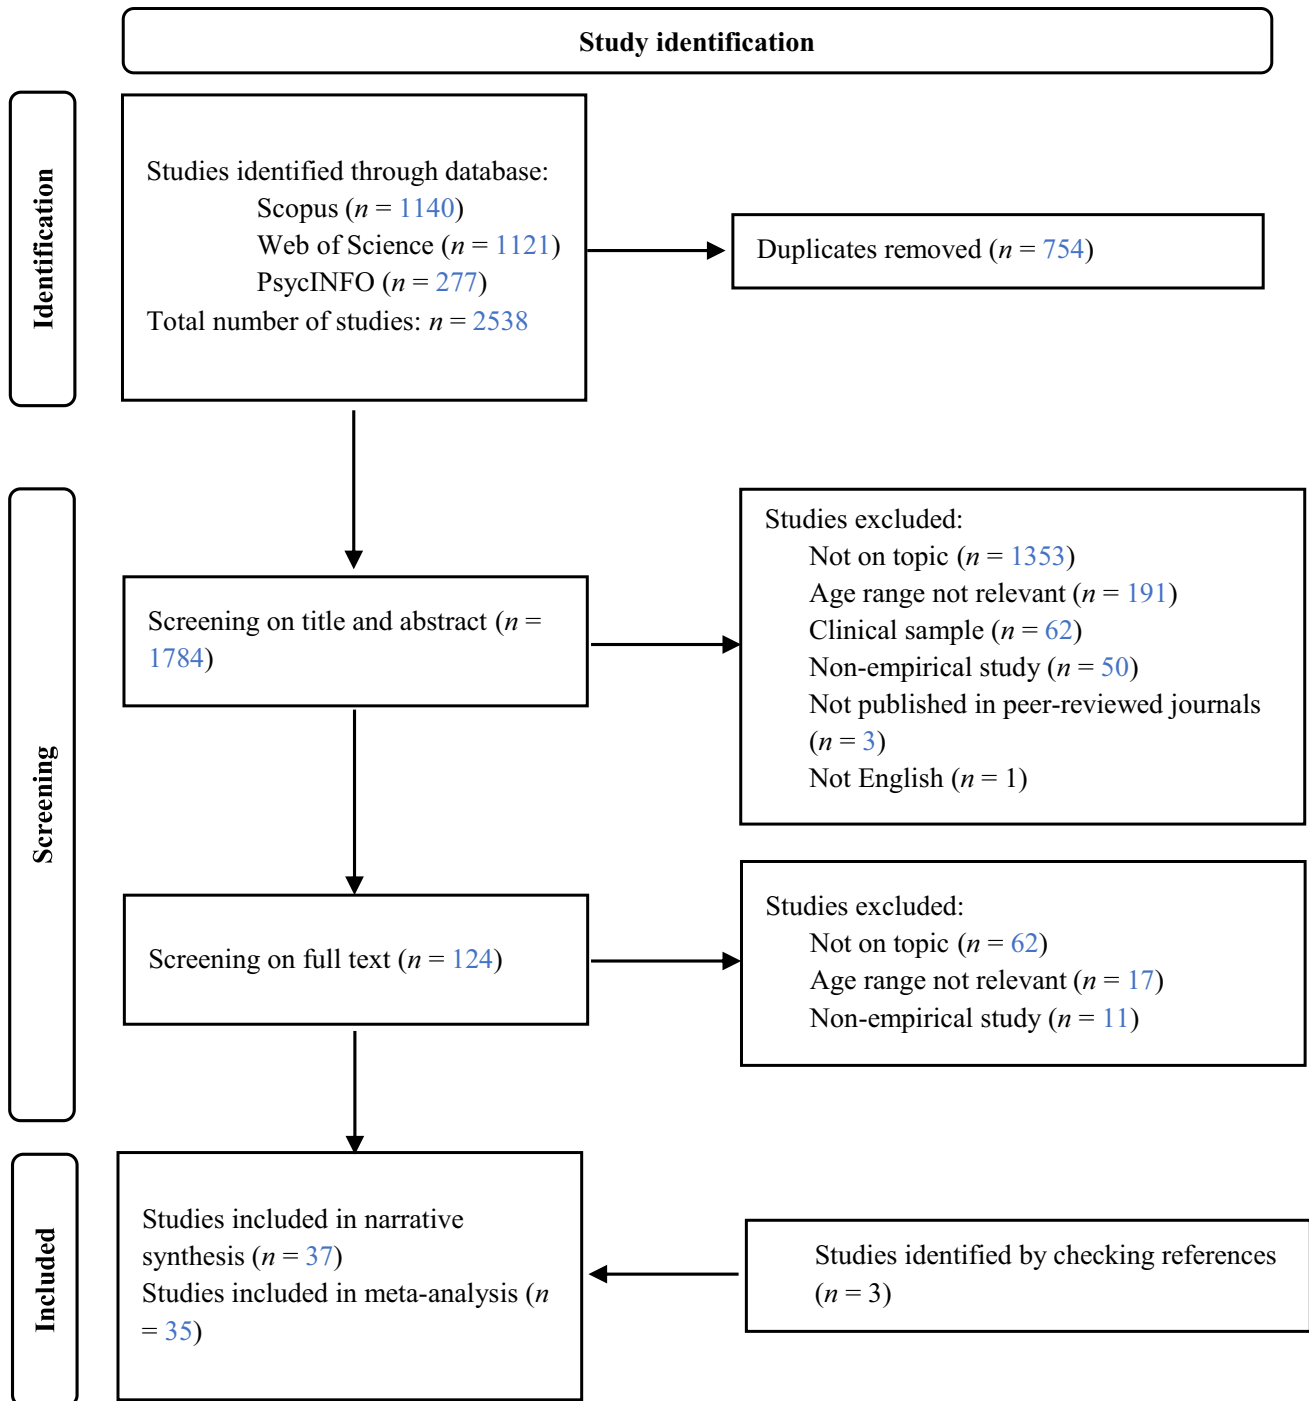 Study identification
Identification
Studies identified through database:
Scopus (n = 1140)
Web of Science (n = 1121)
PsycINFO (n = 277)
Total number of studies: n = 2538
Duplicates removed (n = 754)
Screening
Screening on title and abstract (n =
1784)
Studies excluded:
Not on topic (n = 1353)
Age range not relevant (n = 191)
Clinical sample (n = 62)
Non-empirical study (n = 50)
Not published in peer-reviewed journals
(n = 3)
Not English (n = 1)
Screening on full text (n = 124)
Studies excluded:
Not on topic (n = 62)
Age range not relevant (n = 17)
Non-empirical study (n = 11)
Included
Studies included in narrative
synthesis (n = 37)
Studies included in meta-analysis (n
= 35)
Studies identified by checking references
(n = 3)